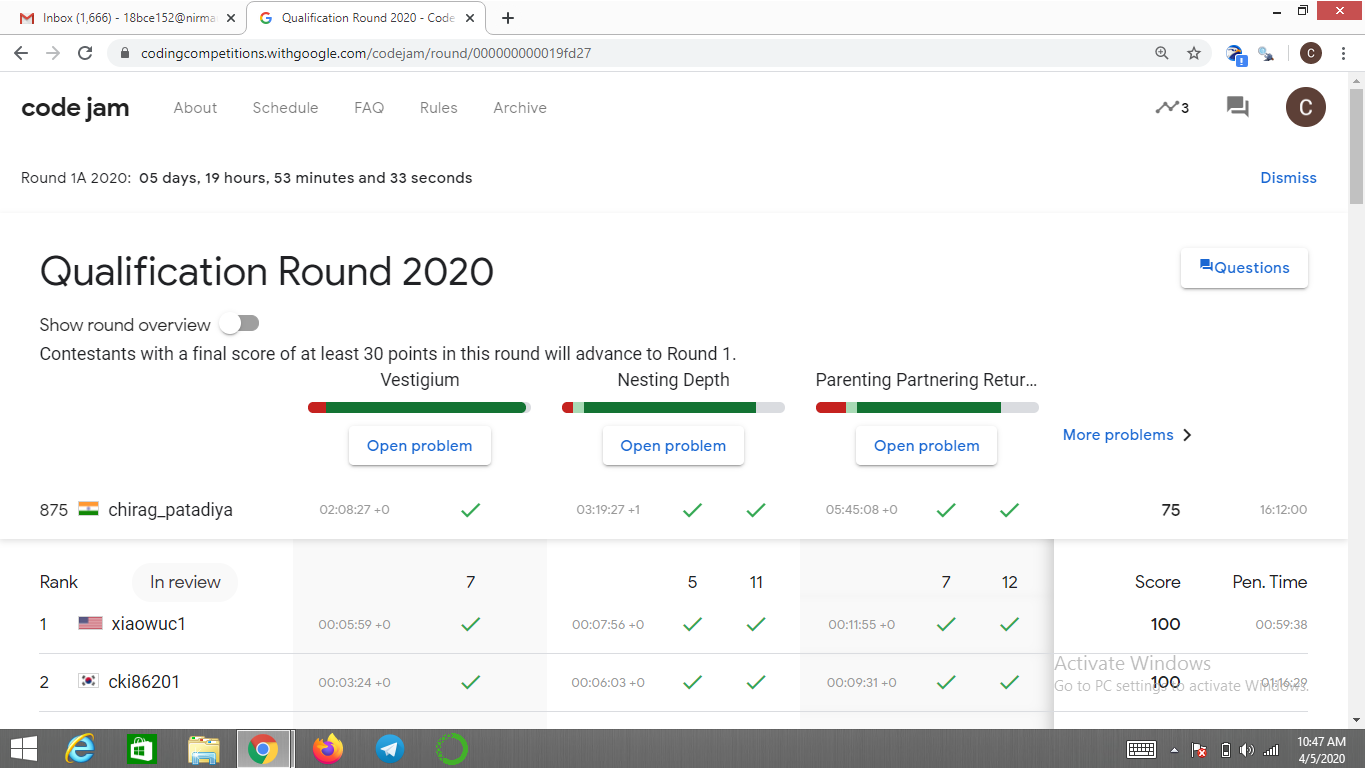 Inbox (1,666) - 18bce152@nirma
Qualification Round 2020 - Code
codingcompetitions.withgoogle.com/codejam/round/000000000019fd27
C
code jam About Schedule FAQ Rules Archive 3 C
Round 1A 2020: 05 days, 19 hours, 53 minutes and 33 seconds Dismiss
Qualification Round 2020 Questions
Show round overview
Contestants with a final score of at least 30 points in this round will advance to Round 1.
Vestigium Nesting Depth Parenting Partnering Retur...
Open problem Open problem Open problem More problems
875 chirag_patadiya 02:08:27 +0 03:19:27 +1 05:45:08 +0 75 16:12:00
Rank In review 7 5 11 7 12 Score Pen. Time
1 xiaowuc1 00:05:59 +0 00:07:56 +0 00:11:55 +0 100 00:59:38
Activate Windows
2 cki86201 00:03:24 +0 00:06:03 +0 00:09:31 +0 100 01:16:29
Go to PC settings to activate Windows.
10:47 AM
4/5/2020